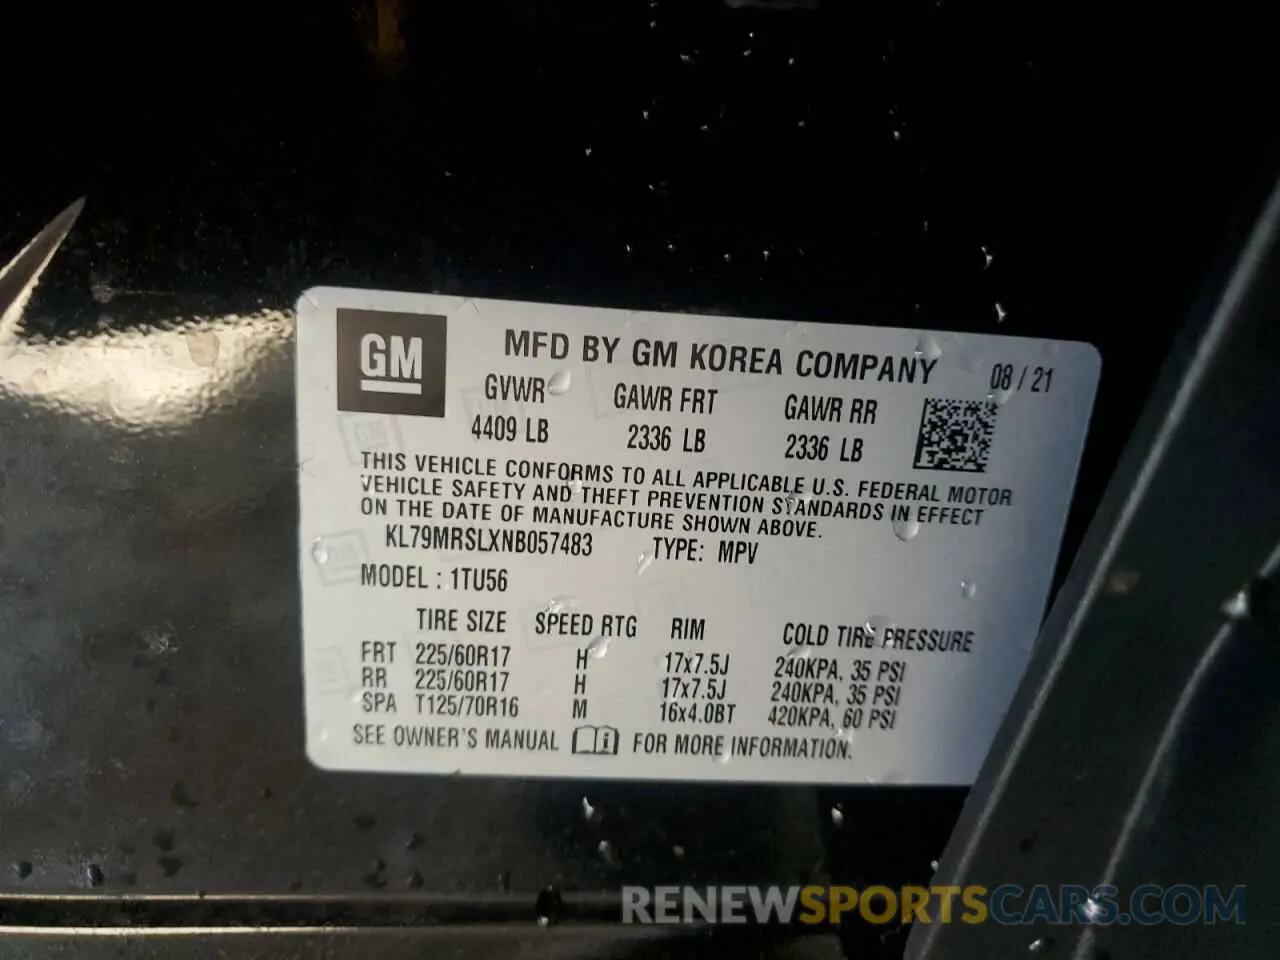 GM
MFD BY GM KOREA COMPANY 08/21
GVWR GAWR FRT GAWR RR
4409 LB 2336 LB 2336 LB
THIS VEHICLE CONFORMS TO ALL APPLICABLE U.S. FEDERAL MOTOR
VEHICLE SAFETY AND THEFT PREVENTION STANDARDS IN EFFECT
ON THE DATE OF MANUFACTURE SHOWN ABOVE.
KL79MRSLXNB057483 TYPE: MPV
MODEL : 1TU56
TIRE SIZE SPEED RTG RIM COLD TIRE PRESSURE
FRT 225/60R17 H 17x7.5J 240KPA, 35 PSI
RR 225/60R17 H 17x7.5J 240KPA, 35 PSI
SPA T125/70R16 M 16x4.0BT 420KPA, 60 PSI
SEE OWNER'S MANUAL i FOR MORE INFORMATION.
RENEWSPORTSCARS.COM